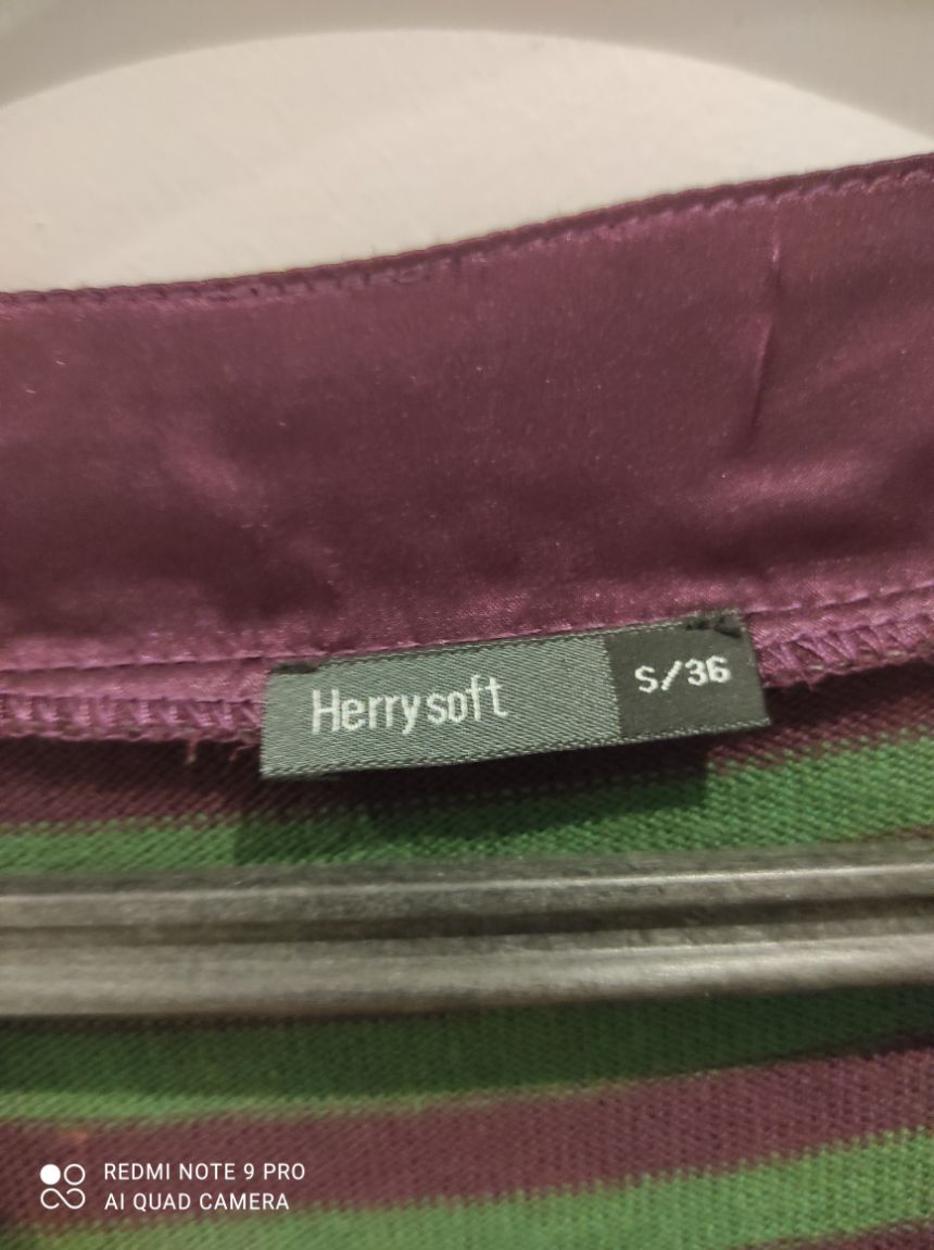 Herrysoft S/36
REDMI NOTE 9 PRO
AI QUAD CAMERA